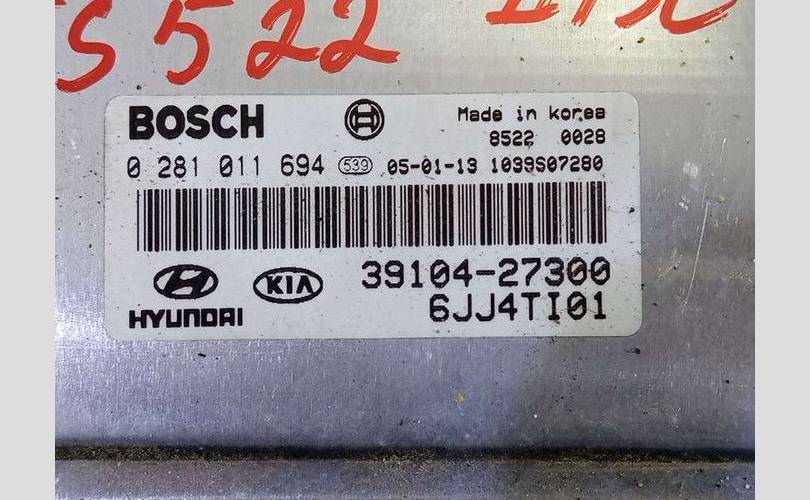 S 522
BOSCH
Made in korea
8522 0028
0 281 011 694 539 05-01-13 1039S07280
HYUNDAI
KIA
39104-27300
6JJ4TI01